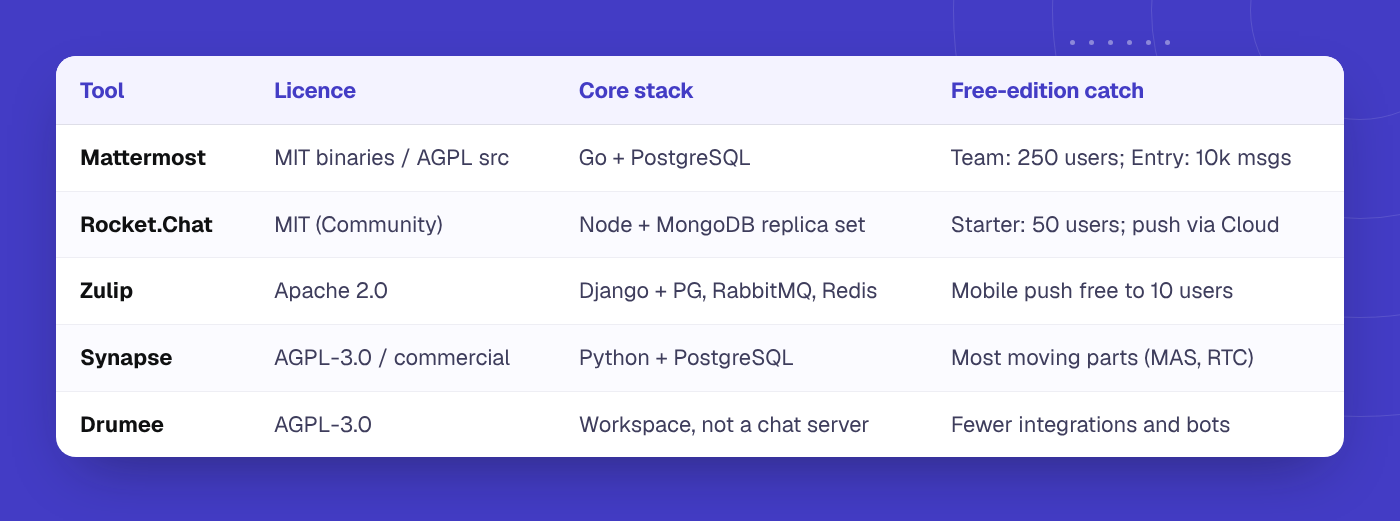 Tool Licence Core stack Free-edition catch
Mattermost MIT binaries / AGPL src Go + PostgreSQL Team: 250 users; Entry: 10k msgs
Rocket.Chat MIT (Community) Node + MongoDB replica set Starter: 50 users; push via Cloud
Zulip Apache 2.0 Django + PG, RabbitMQ, Redis Mobile push free to 10 users
Synapse AGPL-3.0 / commercial Python + PostgreSQL Most moving parts (MAS, RTC)
Drumee AGPL-3.0 Workspace, not a chat server Fewer integrations and bots